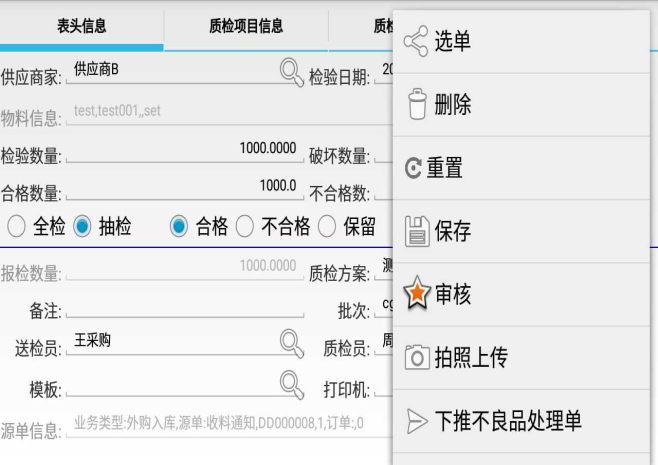 表头信息 质检项目信息 质检
供应商家: 供应商B 检验日期: 20
物料信息: test,test001,,set
检验数量: 1000.0000 破坏数量:
合格数量: 1000.0 不合格数:
全检 抽检 合格 不合格 保留
报检数量: 1000.0000 质检方案: 测
备注: 批次: cg
送检员: 王采购 质检员: 周
模板: 打印机:
源单信息: 业务类型:外购入库,源单:收料通知,DD000008,1,订单:,0
选单
删除
重置
保存
审核
拍照上传
下推不良品处理单